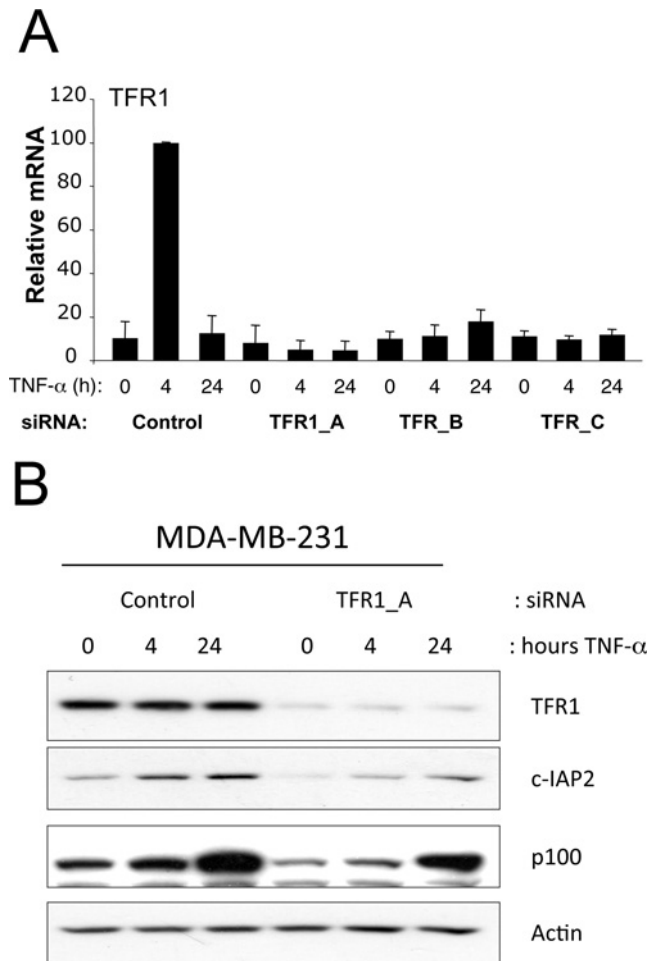 A
TFR1
Relative mRNA
120
100
80
60
40
20
0
TNF-α (h): 0 4 24 0 4 24 0 4 24 0 4 24
siRNA: Control TFR1_A TFR_B TFR_C
B
MDA-MB-231
Control TFR1_A : siRNA
0 4 24 0 4 24 : hours TNF-α
TFR1
c-IAP2
p100
Actin